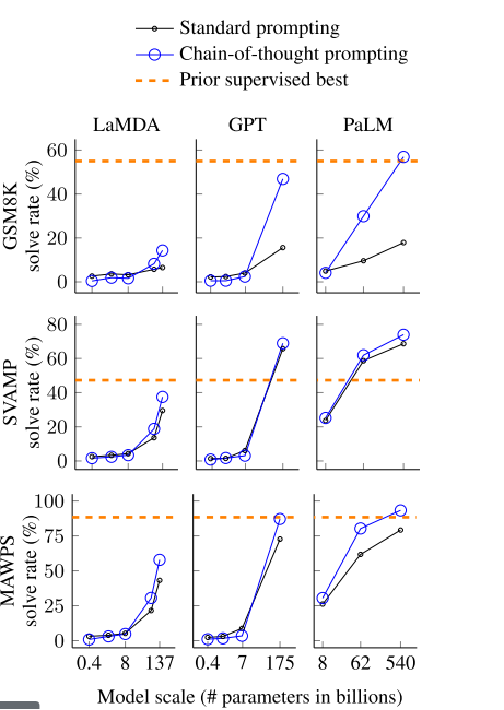 Standard prompting
Chain-of-thought prompting
Prior supervised best
LaMDA GPT PaLM
GSM8K
solve rate (%)
60
40
20
0
SVAMP
solve rate (%)
80
60
40
20
0
MAWPS
solve rate (%)
100
75
50
25
0
0.4 8 137 0.4 7 175 8 62 540
Model scale (# parameters in billions)